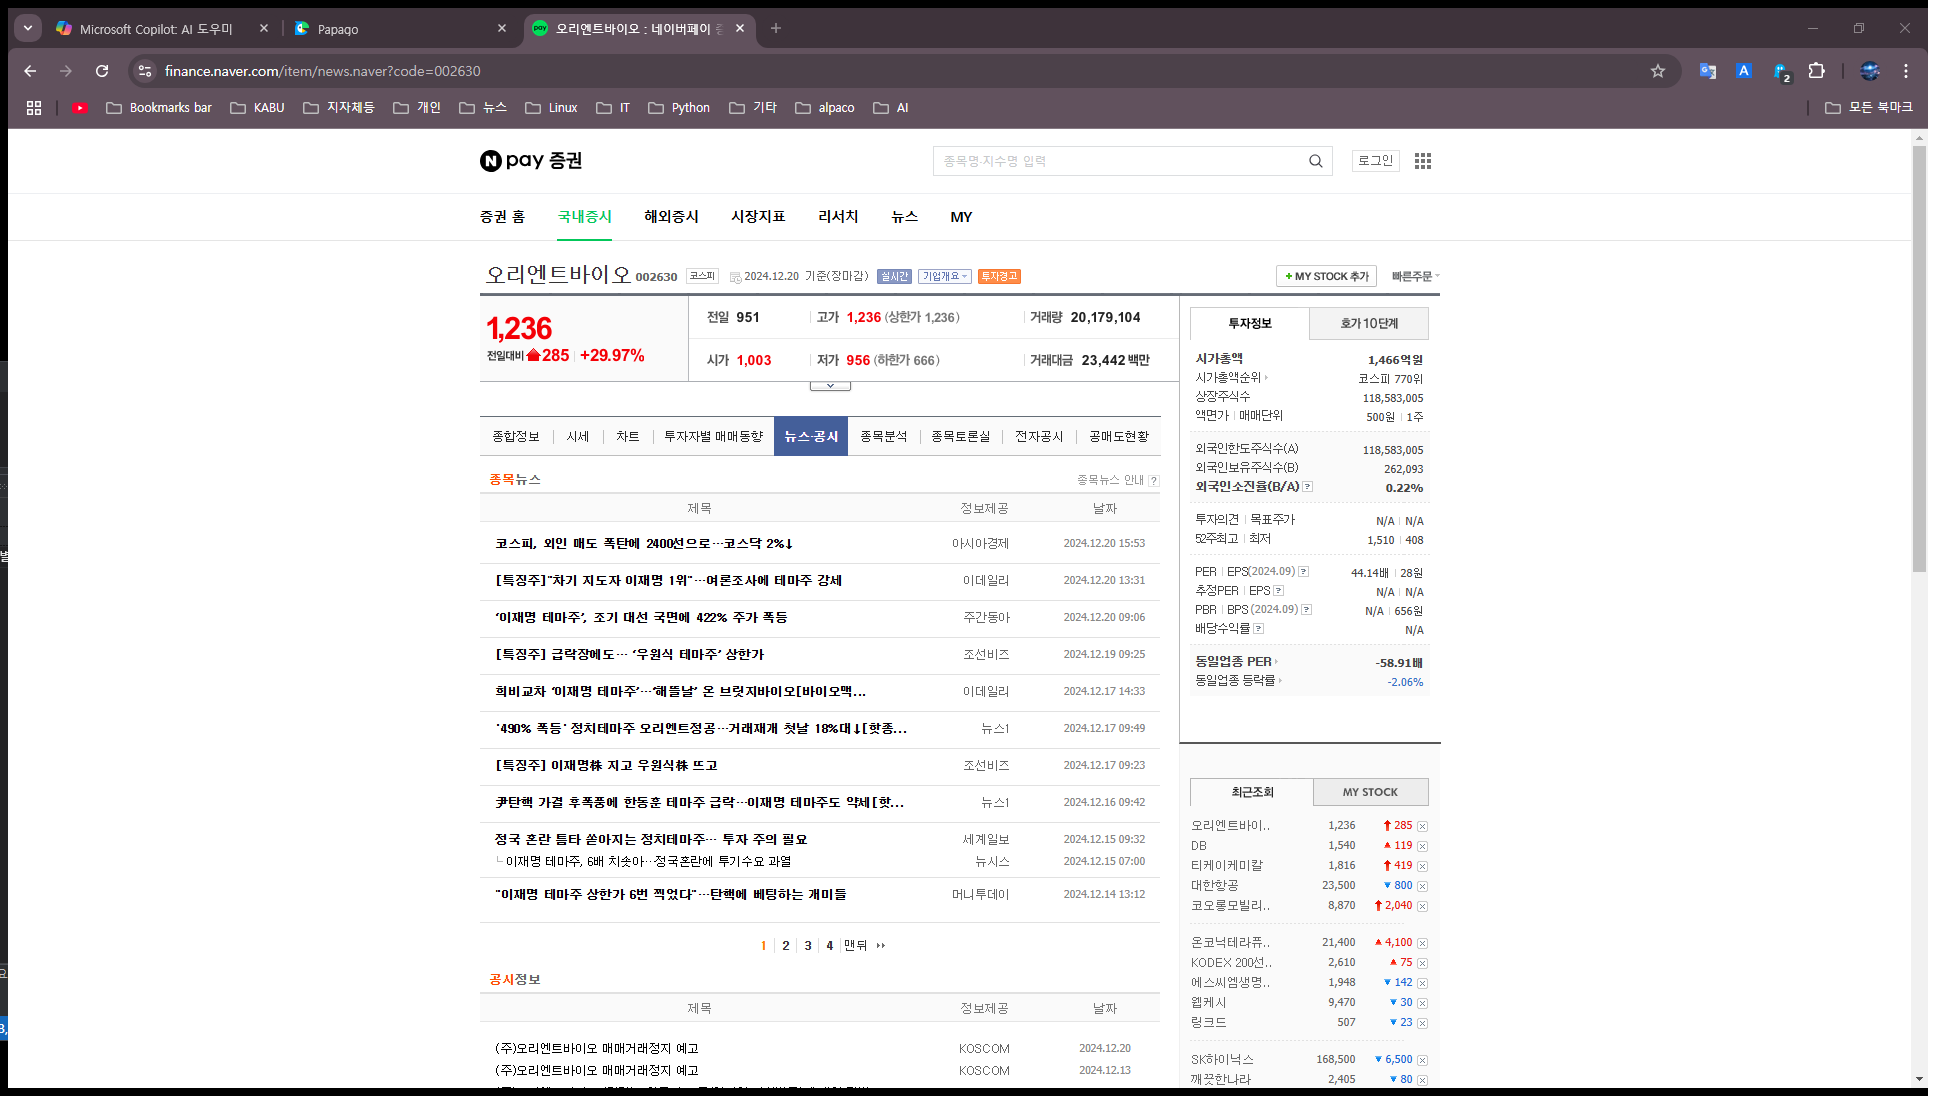 Microsoft Copilot: AI 도우미
Papago
오리엔트바이오 : 네이버페이 증
finance.naver.com/item/news.naver?code=002630
2
Bookmarks bar KABU 지자체등 개인 뉴스 Linux IT Python 기타 alpaco AI 모든 북마크
N pay 증권
종목명·지수명 입력
로그인
증권 홈 국내증시 해외증시 시장지표 리서치 뉴스 MY
오리엔트바이오 002630 코스피 2024.12.20 기준(장마감) 실시간 기업개요 투자경고
+ MY STOCK 추가 빠른주문
1,236
전일대비 285 +29.97%
전일 951 고가 1,236 (상한가 1,236) 거래량 20,179,104
시가 1,003 저가 956 (하한가 666) 거래대금 23,442 백만
종합정보 시세 차트 투자자별 매매동향 뉴스·공시 종목분석 종목토론실 전자공시 공매도현황
종목뉴스 종목뉴스 안내 ?
제목 정보제공 날짜
코스피, 외인 매도 폭탄에 2400선으로…코스닥 2%↓ 아시아경제 2024.12.20 15:53
[특징주]"차기 지도자 이재명 1위"…여론조사에 테마주 강세 이데일리 2024.12.20 13:31
‘이재명 테마주’, 조기 대선 국면에 422% 주가 폭등 주간동아 2024.12.20 09:06
[특징주] 급락장에도… ‘우원식 테마주’ 상한가 조선비즈 2024.12.19 09:25
희비교차 ‘이재명 테마주’…‘해뜰날’ 온 브릿지바이오[바이오맥... 이데일리 2024.12.17 14:33
'490% 폭등' 정치테마주 오리엔트정공…거래재개 첫날 18%대↓[핫종... 뉴스1 2024.12.17 09:49
[특징주] 이재명株 지고 우원식株 뜨고 조선비즈 2024.12.17 09:23
尹탄핵 가결 후폭풍에 한동훈 테마주 급락…이재명 테마주도 약세[핫... 뉴스1 2024.12.16 09:42
정국 혼란 틈타 쏟아지는 정치테마주… 투자 주의 필요 세계일보 2024.12.15 09:32
이재명 테마주, 6배 치솟아…정국혼란에 투기수요 과열 뉴시스 2024.12.15 07:00
"이재명 테마주 상한가 6번 찍었다"…탄핵에 베팅하는 개미들 머니투데이 2024.12.14 13:12
1 2 3 4 맨뒤
공시정보
제목 정보제공 날짜
(주)오리엔트바이오 매매거래정지 예고 KOSCOM 2024.12.20
(주)오리엔트바이오 매매거래정지 예고 KOSCOM 2024.12.13
투자정보 호가 10단계
시가총액 1,466억원
시가총액순위 코스피 770위
상장주식수 118,583,005
액면가 매매단위 500원 1주
외국인한도주식수(A) 118,583,005
외국인보유주식수(B) 262,093
외국인소진율(B/A) ? 0.22%
투자의견 목표주가 N/A N/A
52주최고 최저 1,510 408
PER EPS(2024.09) ? 44.14배 28원
추정PER EPS ? N/A N/A
PBR BPS (2024.09) ? N/A 656원
배당수익률 ? N/A
동일업종 PER -58.91배
동일업종 등락률 -2.06%
최근조회 MY STOCK
오리엔트바이.. 1,236 285
DB 1,540 119
티케이케미칼 1,816 419
대한항공 23,500 800
코오롱모빌리.. 8,870 2,040
온코닉테라퓨.. 21,400 4,100
KODEX 200선.. 2,610 75
에스씨엠생명.. 1,948 142
웹케시 9,470 30
링크드 507 23
SK하이닉스 168,500 6,500
깨끗한나라 2,405 80